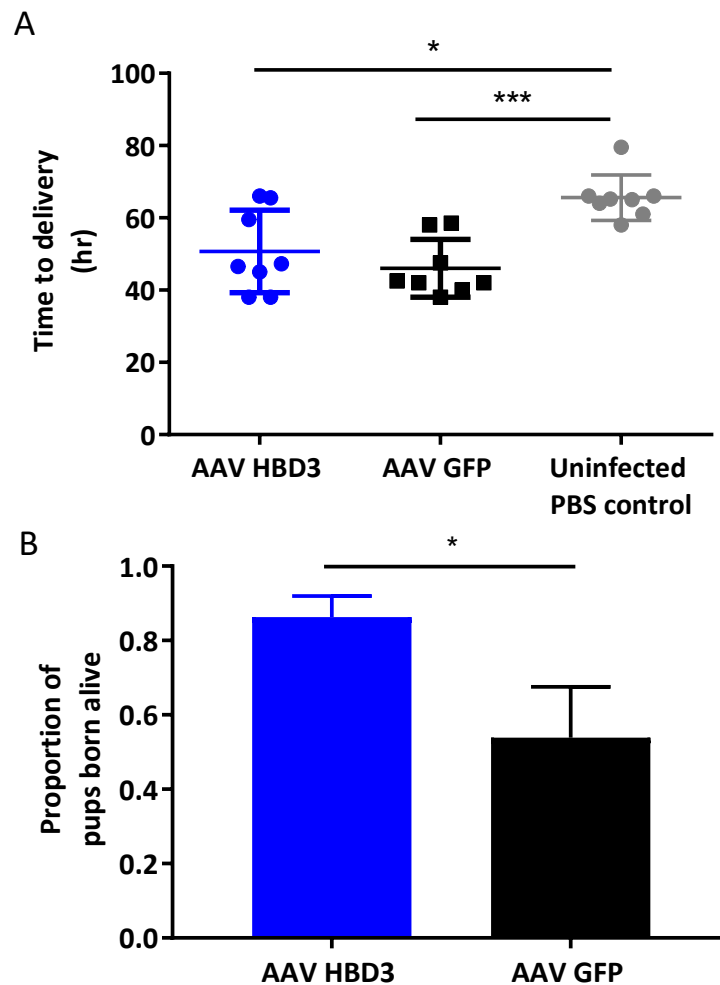 A
*
***
100
80
60
40
20
0
Time to delivery
(hr)
AAV HBD3
AAV GFP
Uninfected
PBS control
B
*
1.0
0.8
0.6
0.4
0.2
0.0
Proportion of
pups born alive
AAV HBD3
AAV GFP